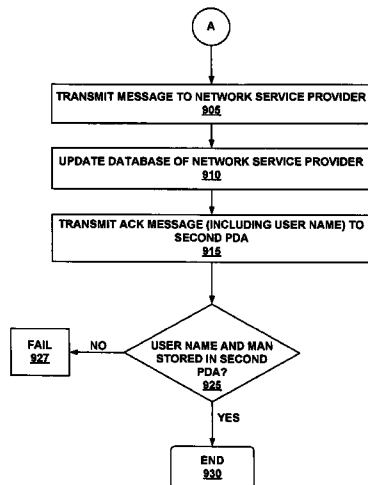 A
TRANSMIT MESSAGE TO NETWORK SERVICE PROVIDER
905
UPDATE DATABASE OF NETWORK SERVICE PROVIDER
910
TRANSMIT ACK MESSAGE (INCLUDING USER NAME) TO
SECOND PDA
915
USER NAME AND MAN
STORED IN SECOND
PDA?
925
NO
FAIL
927
YES
END
930